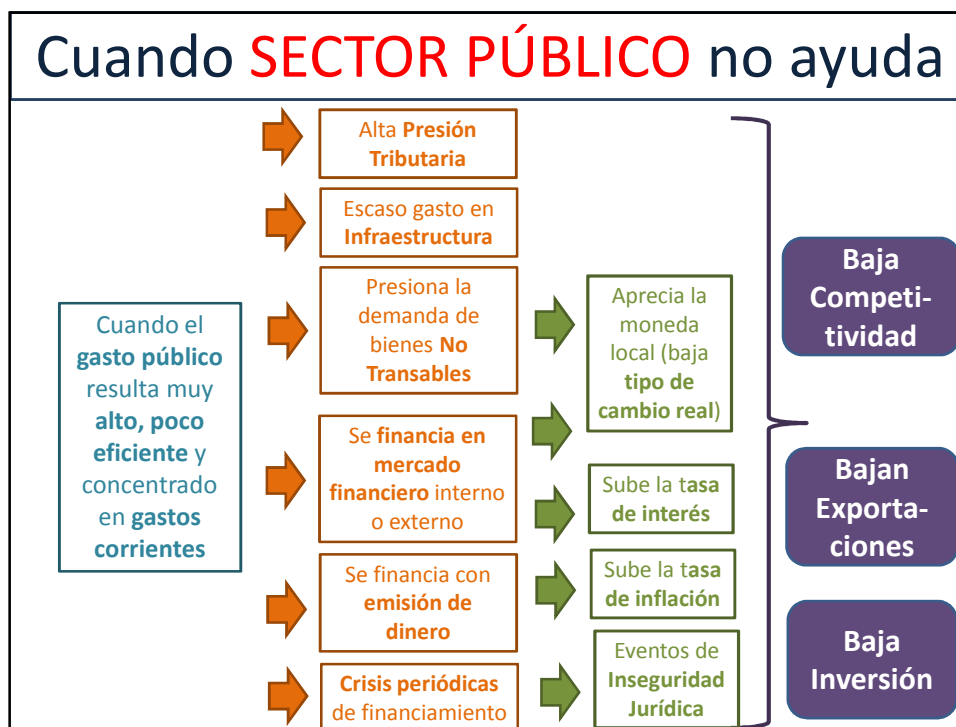 Cuando SECTOR PÚBLICO no ayuda
Cuando el
gasto público
resulta muy
alto, poco
eficiente y
concentrado
en gastos
corrientes
Alta Presión
Tributaria
Escaso gasto en
Infraestructura
Presiona la
demanda de
bienes No
Transables
Se financia en
mercado
financiero interno
o externo
Se financia con
emisión de
dinero
Crisis periódicas
de financiamiento
Aprecia la
moneda
local (baja
tipo de
cambio real)
Sube la tasa
de interés
Sube la tasa
de inflación
Eventos de
Inseguridad
Jurídica
Baja
Competi-
tividad
Bajan
Exporta-
ciones
Baja
Inversión